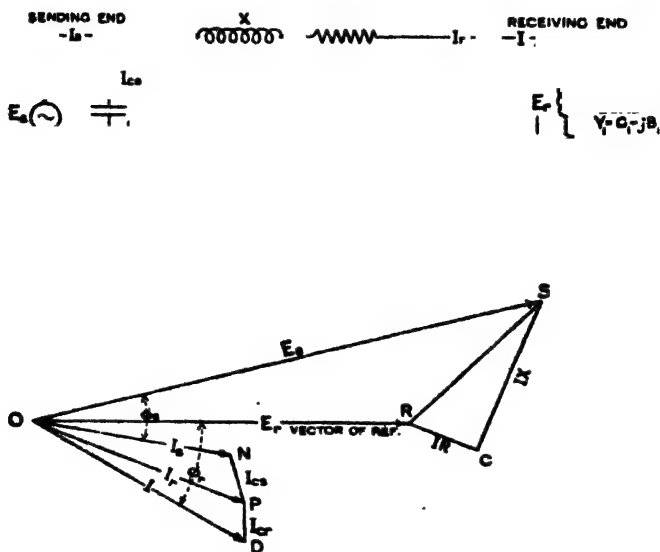 SENDING END
RECEIVING END
-Is-
X
Ir -
-I-
Ics
Es
Er
S
Es
IX
O
Er VECTOR OF REF.
R
IR
C
Is
N
Ics
Ir
P
I
Icr
D